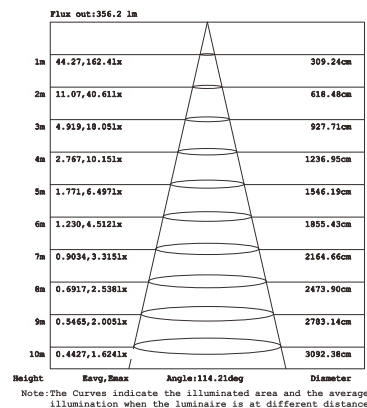 Flux out:356.2 lm
1m 44.27,162.4lx 309.24cm
2m 11.07,40.61lx 618.48cm
3m 4.919,18.05lx 927.71cm
4m 2.767,10.15lx 1236.95cm
5m 1.771,6.497lx 1546.19cm
6m 1.230,4.512lx 1855.43cm
7m 0.9034,3.315lx 2164.66cm
8m 0.6917,2.538lx 2473.90cm
9m 0.5465,2.005lx 2783.14cm
10m 0.4427,1.624lx 3092.38cm
Height Eavg,Emax Angle:114.21deg Diameter
Note:The Curves indicate the illuminated area and the average
illumination when the luminaire is at different distance